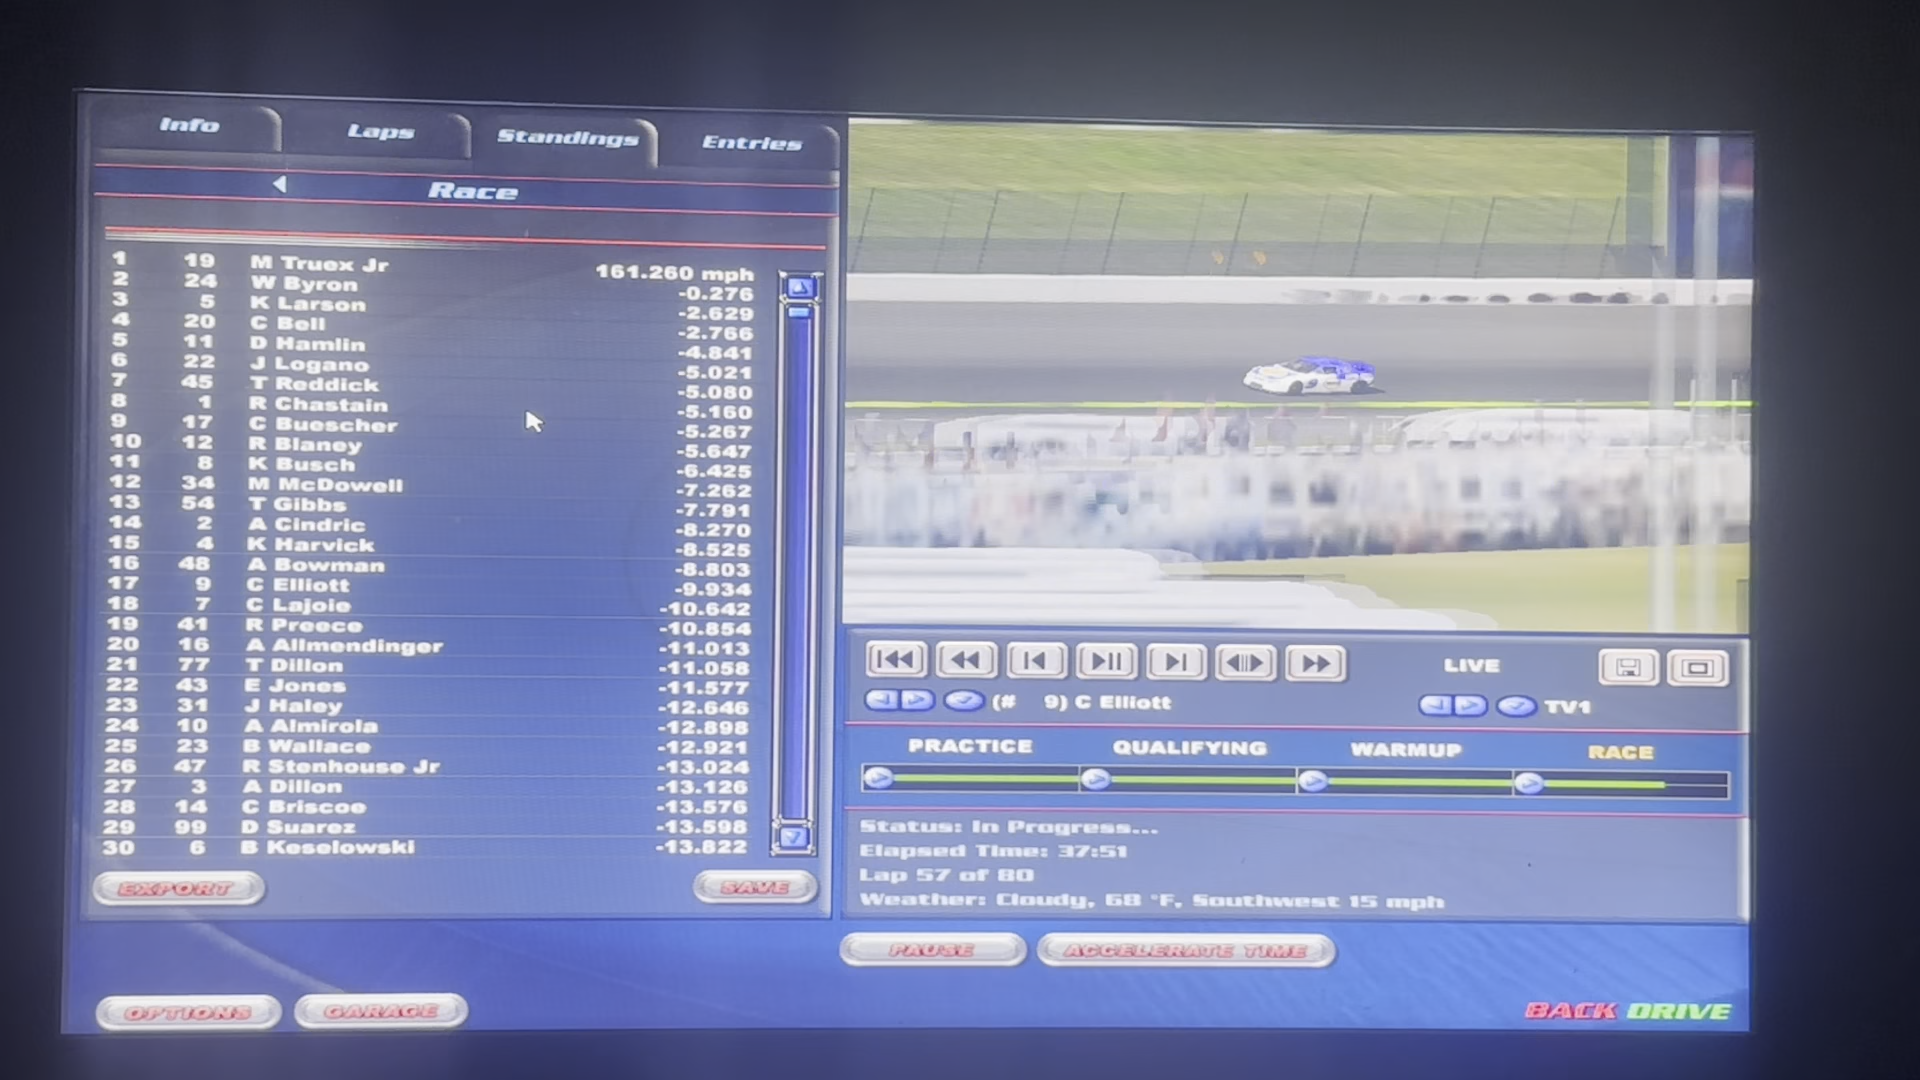 Info Laps Standings Entries
Race
1 19 M Truex Jr 161.260 mph
2 24 W Byron -0.276
3 5 K Larson -2.629
4 20 C Bell -2.766
5 11 D Hamlin -4.841
6 22 J Logano -5.021
7 45 T Reddick -5.080
8 1 R Chastain -5.160
9 17 C Buescher -5.267
10 12 R Blaney -5.647
11 8 K Busch -6.425
12 34 M McDowell -7.262
13 54 T Gibbs -7.791
14 2 A Cindric -8.270
15 4 K Harvick -8.525
16 48 A Bowman -8.803
17 9 C Elliott -9.934
18 7 C Lajoie -10.642
19 41 R Preece -10.854
20 16 A Allmendinger -11.013
21 77 T Dillon -11.058
22 43 E Jones -11.577
23 31 J Haley -12.646
24 10 A Almirola -12.898
25 23 B Wallace -12.921
26 47 R Stenhouse Jr -13.024
27 3 A Dillon -13.126
28 14 C Briscoe -13.576
29 99 D Suarez -13.598
30 6 B Keselowski -13.822
EXPORT SAVE
OPTIONS GARAGE
LIVE
(# 9) C Elliott TV1
PRACTICE QUALIFYING WARMUP RACE
Status: In Progress...
Elapsed Time: 37:51
Lap 57 of 80
Weather: Cloudy, 68 °F, Southwest 15 mph
PAUSE ACCELERATE TIME
BACK DRIVE